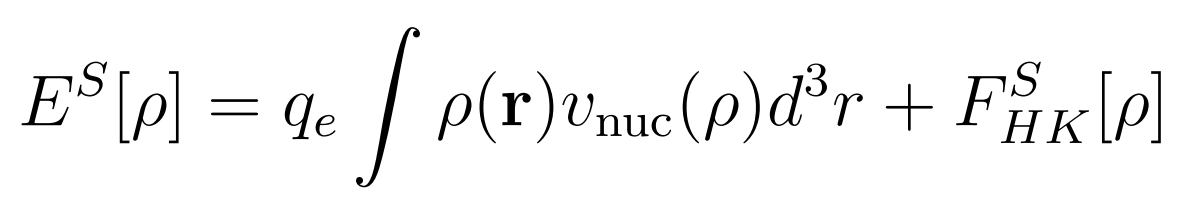 $E^S[\rho] = q_e \int \rho(\mathbf{r}) v_{\text{nuc}}(\rho) d^3r + F^S_{HK}[\rho]$